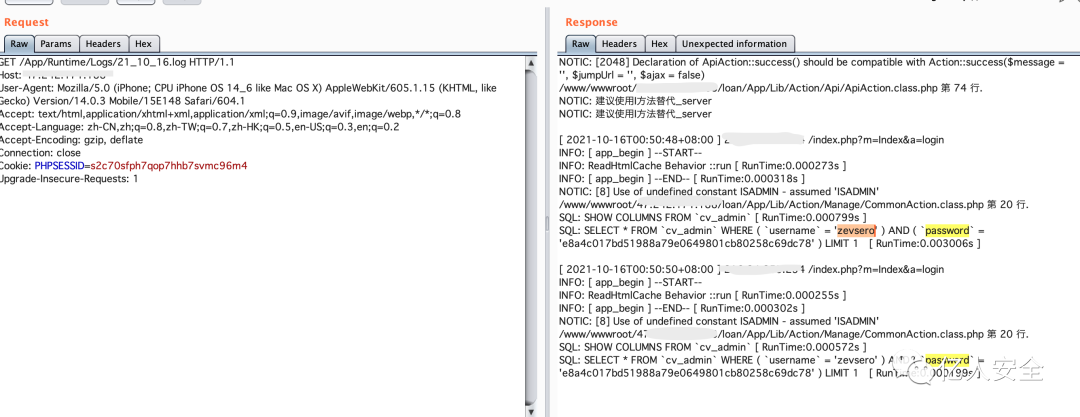 Request
Raw Params Headers Hex
GET /App/Runtime/Logs/21_10_16.log HTTP/1.1
Host:
User-Agent: Mozilla/5.0 (iPhone; CPU iPhone OS 14_6 like Mac OS X) AppleWebKit/605.1.15 (KHTML, like
Gecko) Version/14.0.3 Mobile/15E148 Safari/604.1
Accept: text/html,application/xhtml+xml,application/xml;q=0.9,image/avif,image/webp,*/*;q=0.8
Accept-Language: zh-CN,zh;q=0.8,zh-TW;q=0.7,zh-HK;q=0.5,en-US;q=0.3,en;q=0.2
Accept-Encoding: gzip, deflate
Connection: close
Cookie: PHPSESSID=s2c70sfph7qop7hhb7svmc96m4
Upgrade-Insecure-Requests: 1
Response
Raw Headers Hex Unexpected information
NOTIC: [2048] Declaration of ApiAction::success() should be compatible with Action::success($message =
'', $jumpUrl = '', $ajax = false)
/www/wwwroot/ /loan/App/Lib/Action/Api/ApiAction.class.php 第 74 行.
NOTIC: 建议使用I方法替代_server
NOTIC: 建议使用I方法替代_server
[ 2021-10-16T00:50:48+08:00 ] /index.php?m=Index&a=login
INFO: [ app_begin ] --START--
INFO: ReadHtmlCache Behavior ::run [ RunTime:0.000273s ]
INFO: [ app_begin ] --END-- [ RunTime:0.000318s ]
NOTIC: [8] Use of undefined constant ISADMIN - assumed 'ISADMIN'
/www/wwwroot/ /loan/App/Lib/Action/Manage/CommonAction.class.php 第 20 行.
SQL: SHOW COLUMNS FROM `cv_admin` [ RunTime:0.000799s ]
SQL: SELECT * FROM `cv_admin` WHERE ( `username` = 'zevsero' ) AND ( `password` =
'e8a4c017bd51988a79e0649801cb80258c69dc78' ) LIMIT 1 [ RunTime:0.003006s ]
[ 2021-10-16T00:50:50+08:00 ] /index.php?m=Index&a=login
INFO: [ app_begin ] --START--
INFO: ReadHtmlCache Behavior ::run [ RunTime:0.000255s ]
INFO: [ app_begin ] --END-- [ RunTime:0.000302s ]
NOTIC: [8] Use of undefined constant ISADMIN - assumed 'ISADMIN'
/www/wwwroot/47 /loan/App/Lib/Action/Manage/CommonAction.class.php 第 20 行.
SQL: SHOW COLUMNS FROM `cv_admin` [ RunTime:0.000572s ]
SQL: SELECT * FROM `cv_admin` WHERE ( `username` = 'zevsero' ) `password` =
'e8a4c017bd51988a79e0649801cb80258c69dc78' ) LIMIT 1
亿人安全